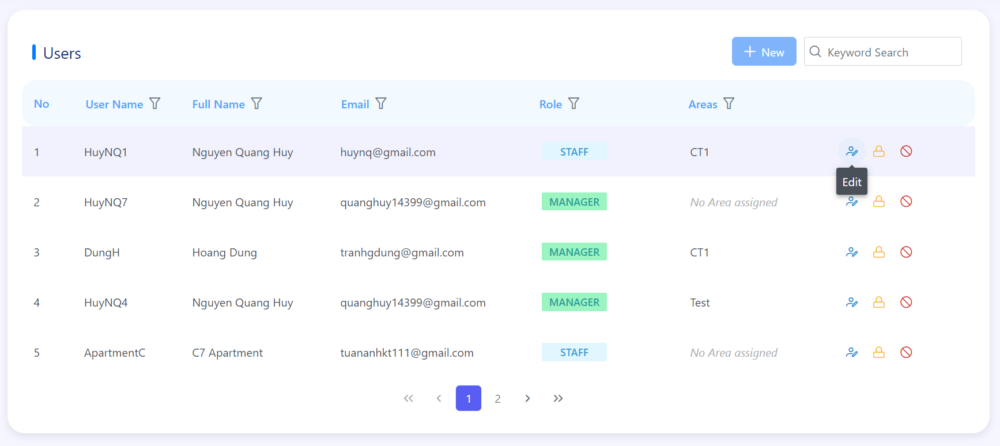 Users
New
Keyword Search
No User Name Full Name Email Role Areas
1 HuyNQ1 Nguyen Quang Huy huynq@gmail.com STAFF CT1
Edit
2 HuyNQ7 Nguyen Quang Huy quanghuy14399@gmail.com MANAGER No Area assigned
3 DungH Hoang Dung tranhgdung@gmail.com MANAGER CT1
4 HuyNQ4 Nguyen Quang Huy quanghuy14399@gmail.com MANAGER Test
5 ApartmentC C7 Apartment tuananhkt111@gmail.com STAFF No Area assigned
1 2